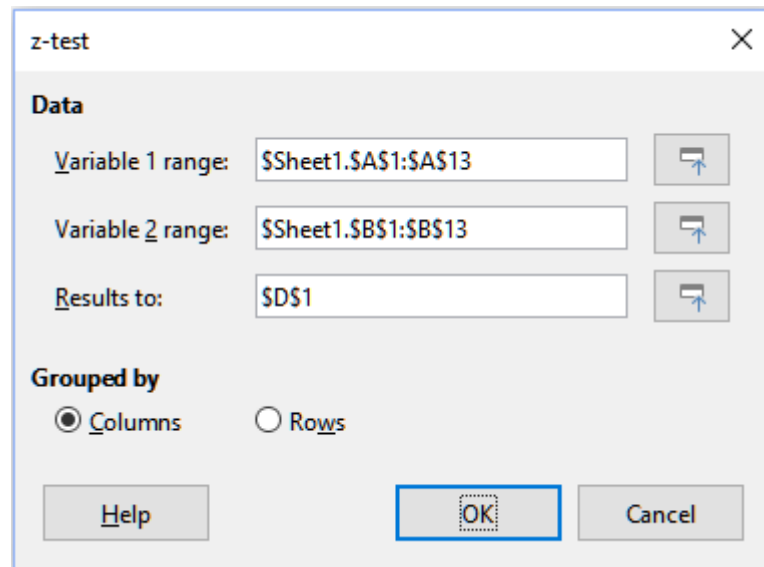 z-test
Data
Variable 1 range: $Sheet1.$A$1:$A$13
Variable 2 range: $Sheet1.$B$1:$B$13
Results to: $D$1
Grouped by
Columns Rows
Help OK Cancel